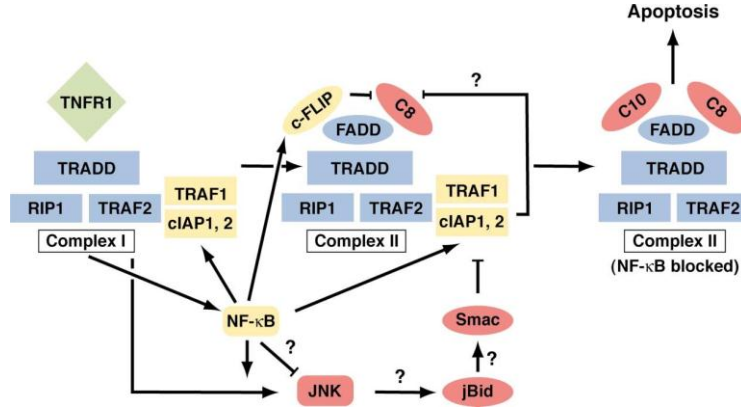 Apoptosis
TNFR1
TRADD
RIP1
TRAF2
TRAF1
cIAP1, 2
Complex I
c-FLIP
C8
?
FADD
TRADD
RIP1
TRAF2
TRAF1
cIAP1, 2
Complex II
C10
C8
FADD
TRADD
RIP1
TRAF2
Complex II
(NF-κB blocked)
NF-κB
?
JNK
?
jBid
?
Smac